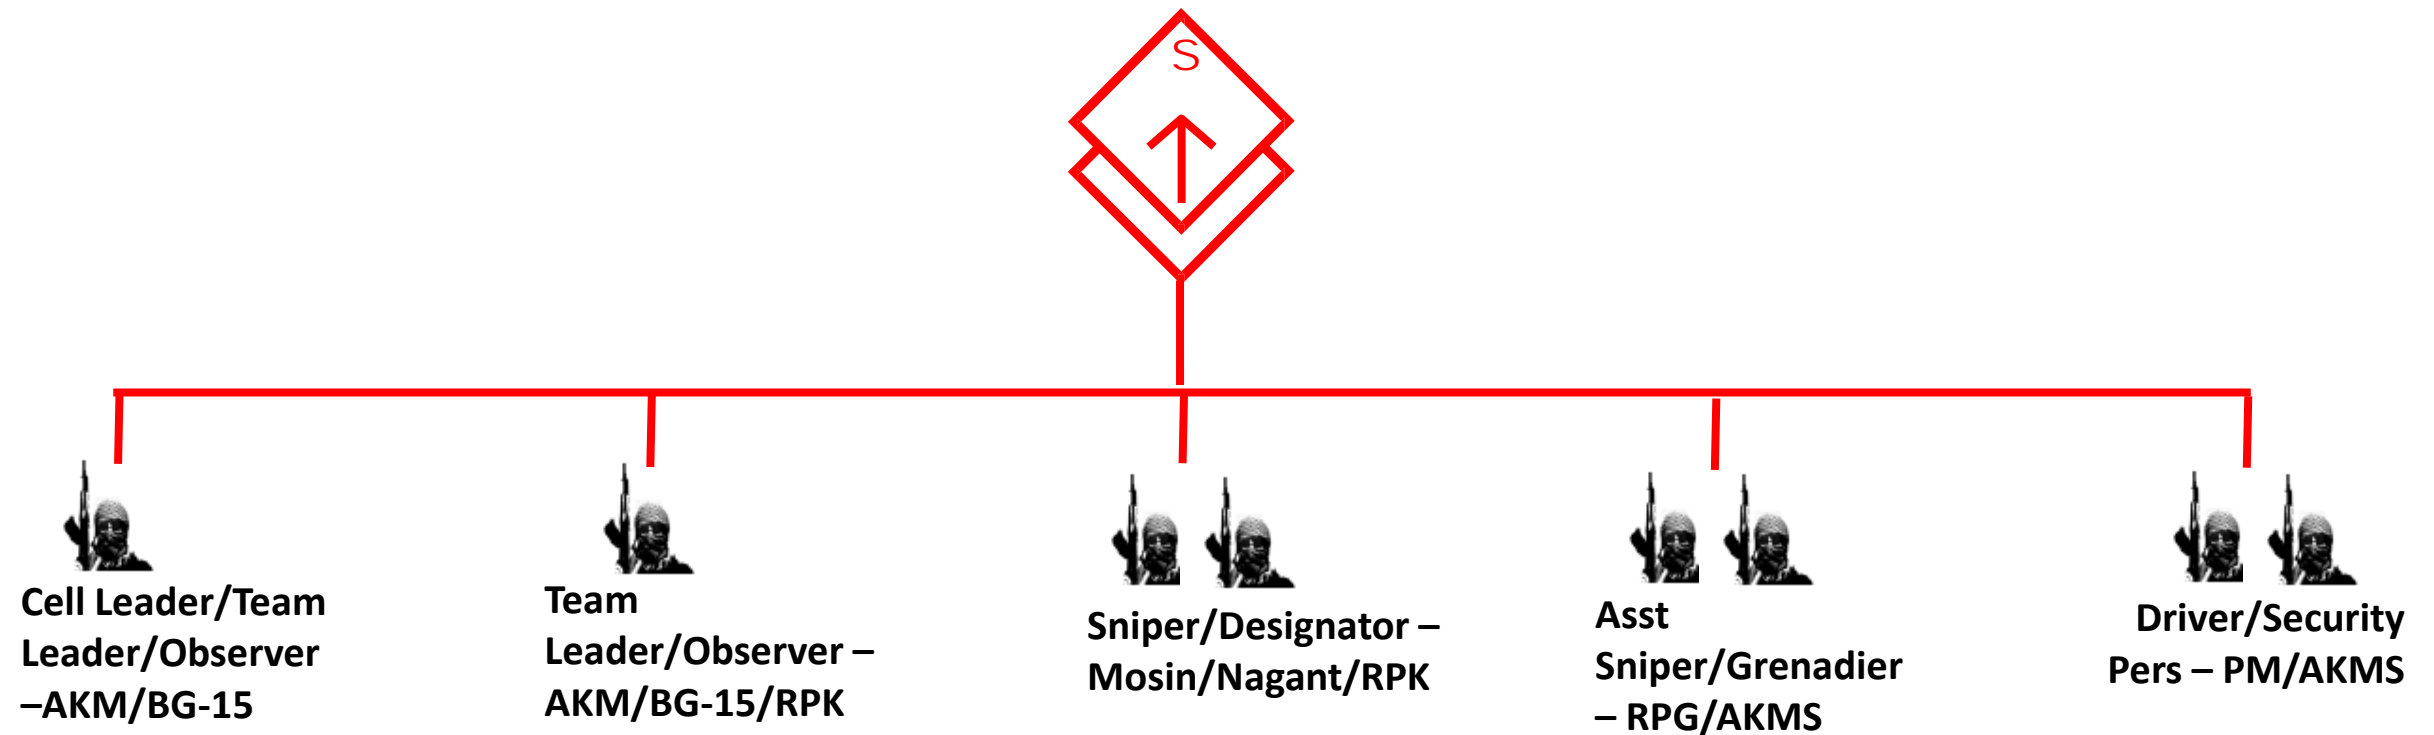 S
Cell Leader/Team
Leader/Observer
–AKM/BG-15
Team
Leader/Observer –
AKM/BG-15/RPK
Sniper/Designator –
Mosin/Nagant/RPK
Asst
Sniper/Grenadier
– RPG/AKMS
Driver/Security
Pers – PM/AKMS